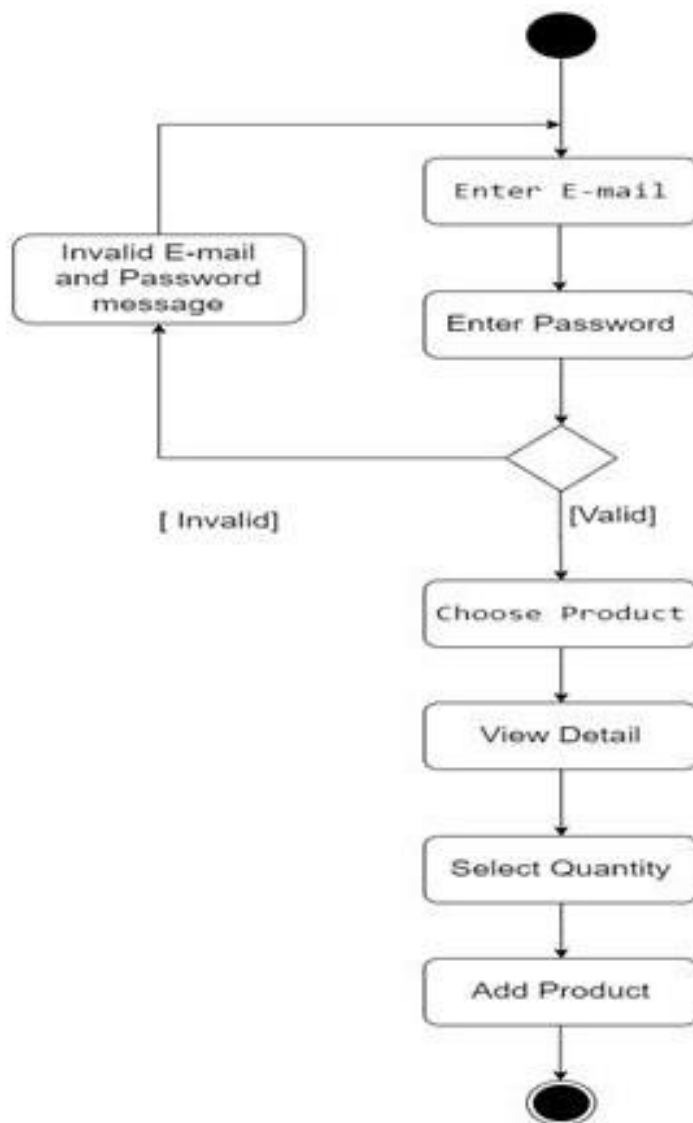 Enter E-mail
Invalid E-mail
and Password
message
Enter Password
[ Invalid]
[Valid]
Choose Product
View Detail
Select Quantity
Add Product